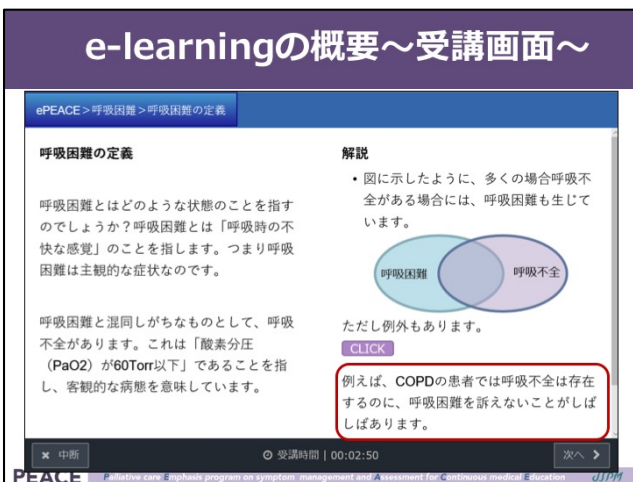 e-learningの概要～受講画面～
ePEACE＞呼吸困難＞呼吸困難の定義
呼吸困難の定義
呼吸困難とはどのような状態のことを指す
のでしょうか？呼吸困難とは「呼吸時の不
快な感覚」のことを指します。つまり呼吸
困難は主観的な症状なのです。
呼吸困難と混同しがちなものとして、呼吸
不全があります。これは「酸素分圧
（PaO2）が60Torr以下」であることを指
し、客観的な病態を意味しています。
解説
• 図に示したように、多くの場合呼吸不
全がある場合には、呼吸困難も生じて
います。
呼吸困難
呼吸不全
ただし例外もあります。
CLICK
例えば、COPDの患者では呼吸不全は存在
するのに、呼吸困難を訴えないことがしば
しばあります。
× 中断
受講時間 | 00:02:50
次へ ❯
PEACE Palliative care Emphasis program on symptom management and Assessment for Continuous medical Education JJPM